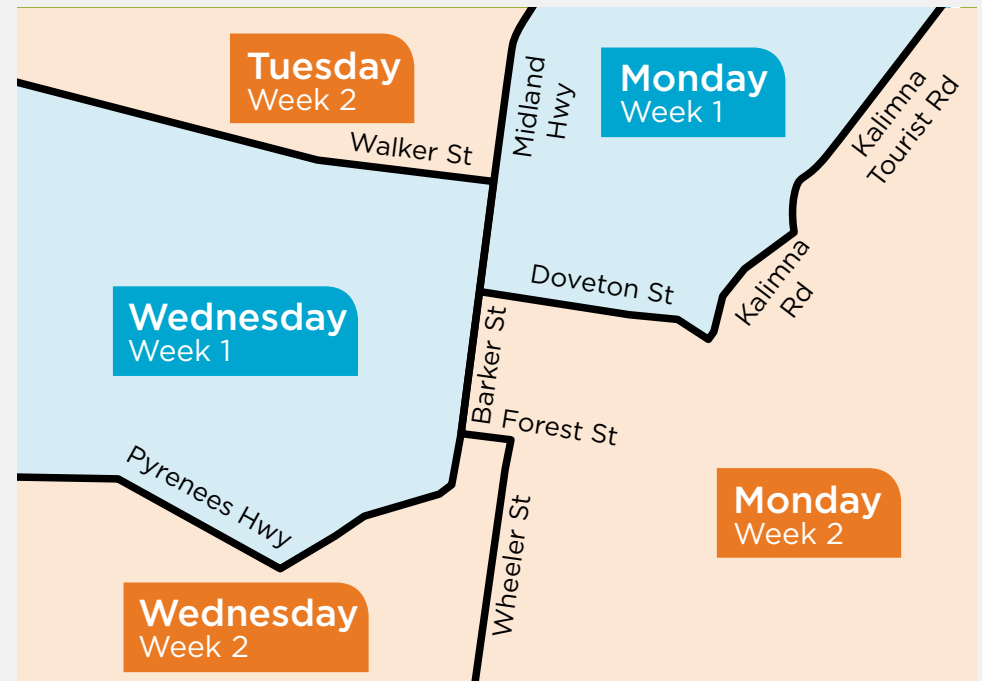 Tuesday
Week 2
Midland
Hwy
Monday
Week 1
Kalimna
Tourist Rd
Walker St
Doveton St
Kalimna
Rd
Wednesday
Week 1
Barker St
Forest St
Pyrenees Hwy
Wheeler St
Monday
Week 2
Wednesday
Week 2